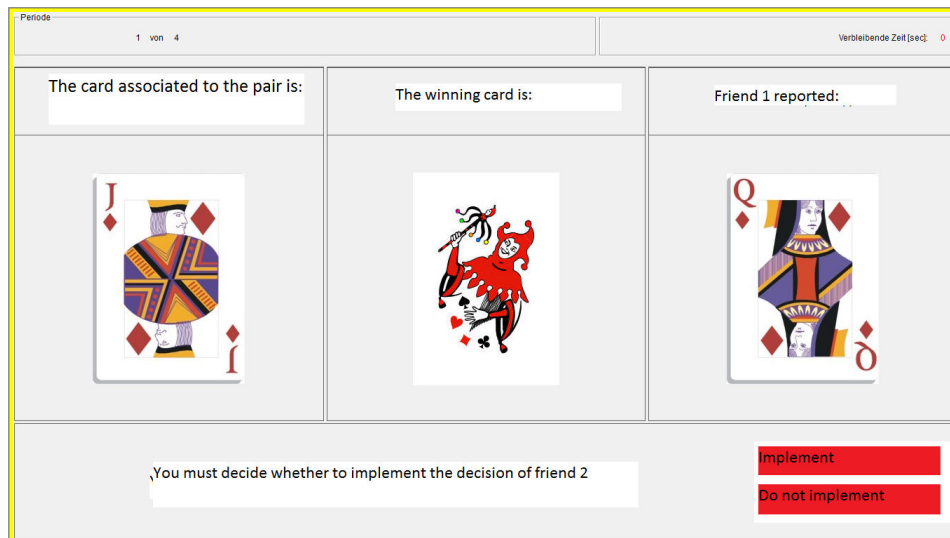 Periode
1 von 4
Verbleibende Zeit [sec]: 0
The card associated to the pair is:
The winning card is:
Friend 1 reported:
J
J
Q
Q
You must decide whether to implement the decision of friend 2
Implement
Do not implement